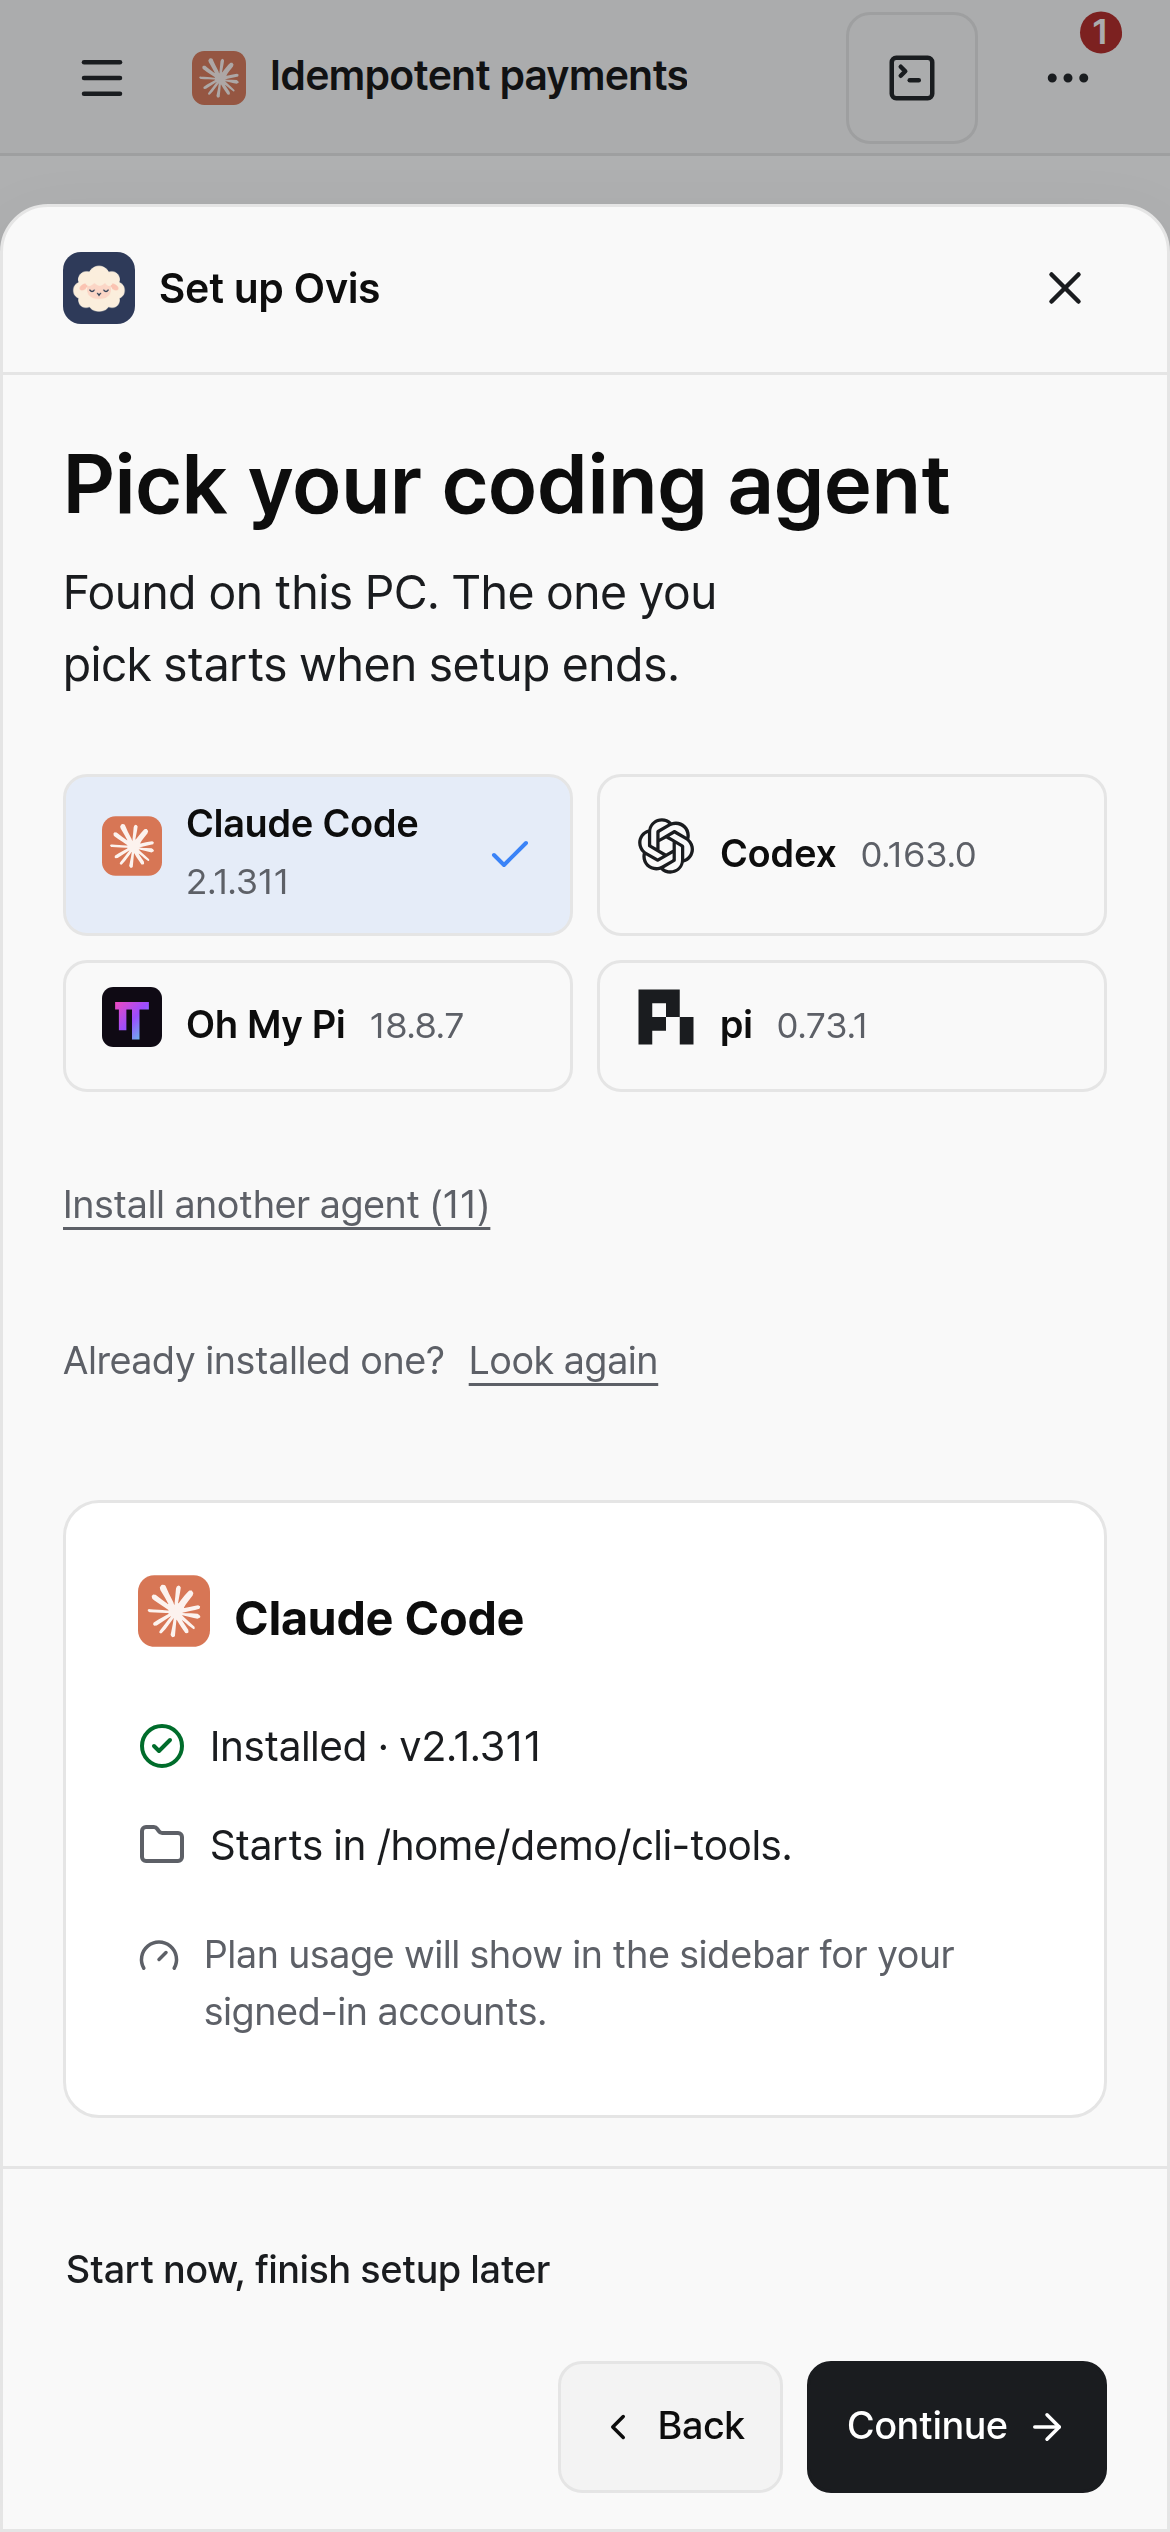 Idempotent payments
1
Set up Ovis
Pick your coding agent
Found on this PC. The one you
pick starts when setup ends.
Claude Code
2.1.311
Codex 0.163.0
Oh My Pi 18.8.7
pi 0.73.1
Install another agent (11)
Already installed one? Look again
Claude Code
Installed · v2.1.311
Starts in /home/demo/cli-tools.
Plan usage will show in the sidebar for your
signed-in accounts.
Start now, finish setup later
Back
Continue